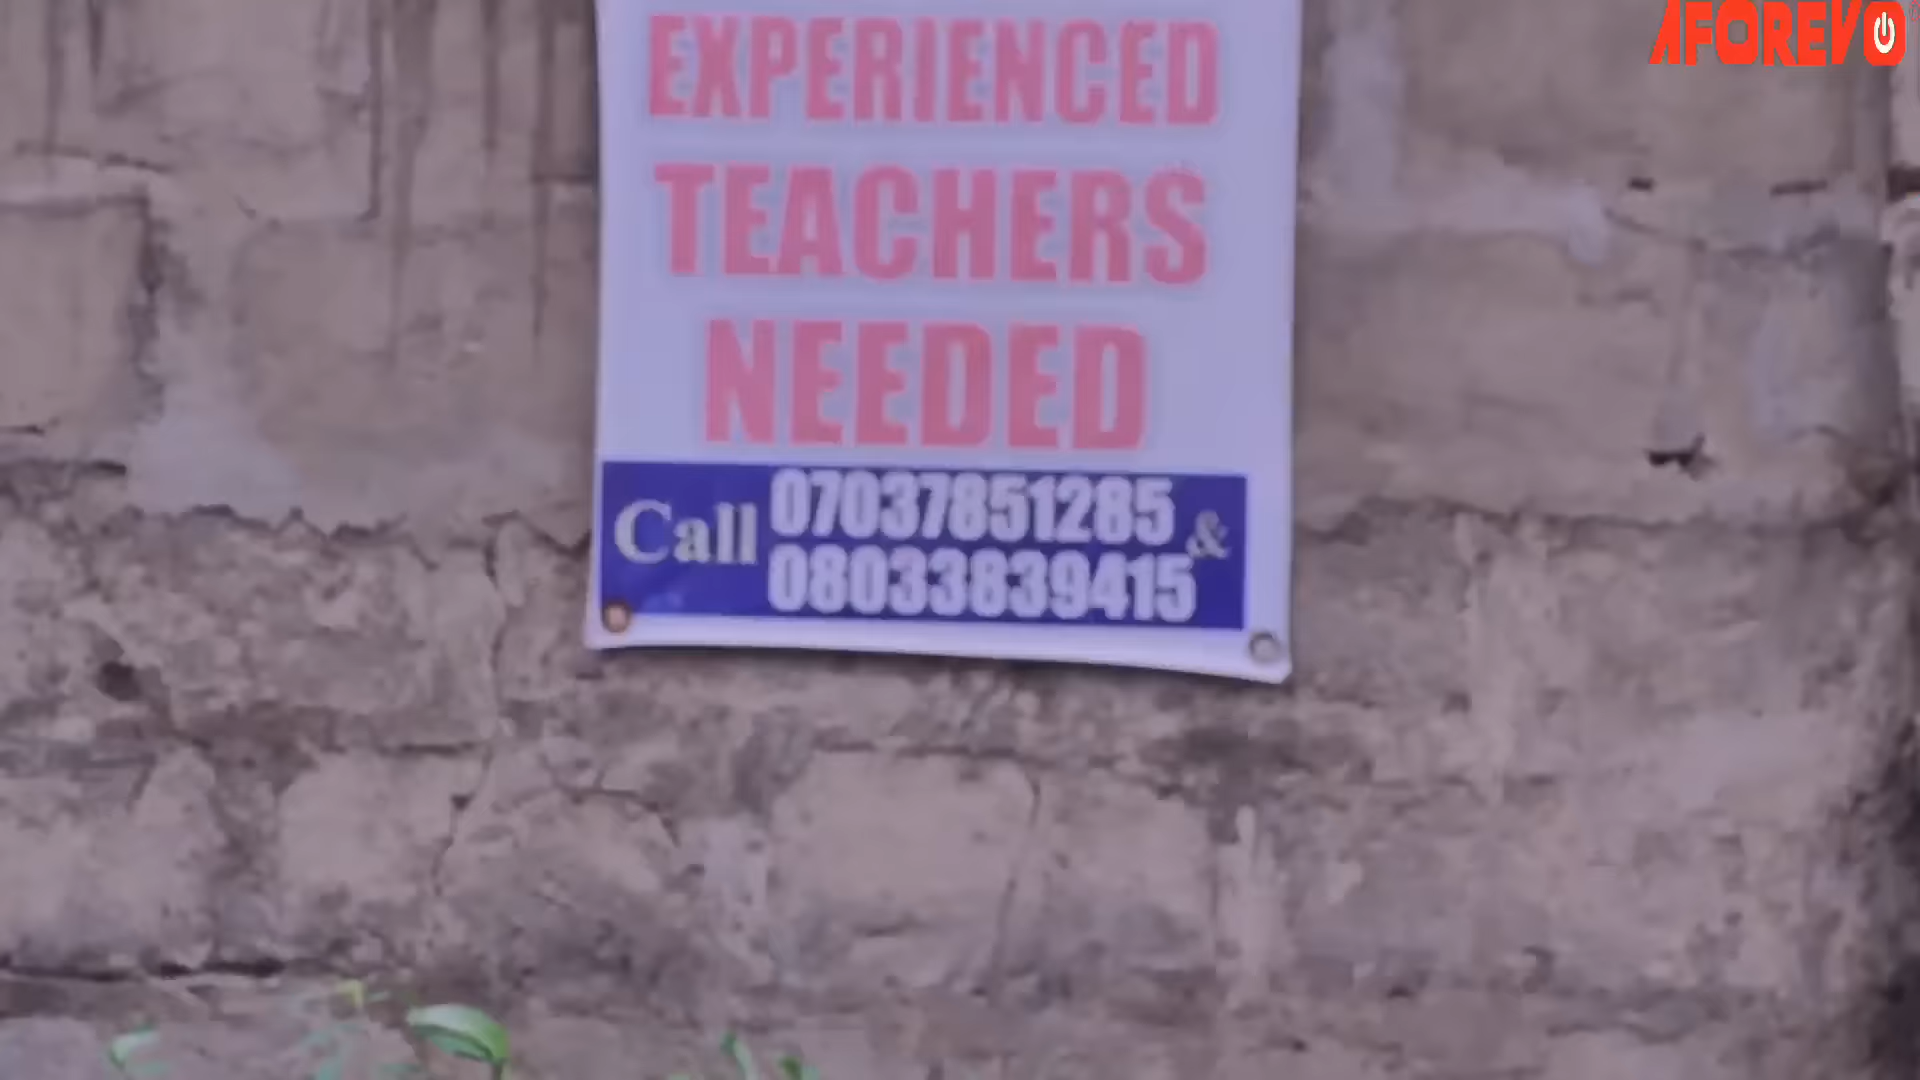 AFOREVO
EXPERIENCED
TEACHERS
NEEDED
Call 07037851285 &
08033839415